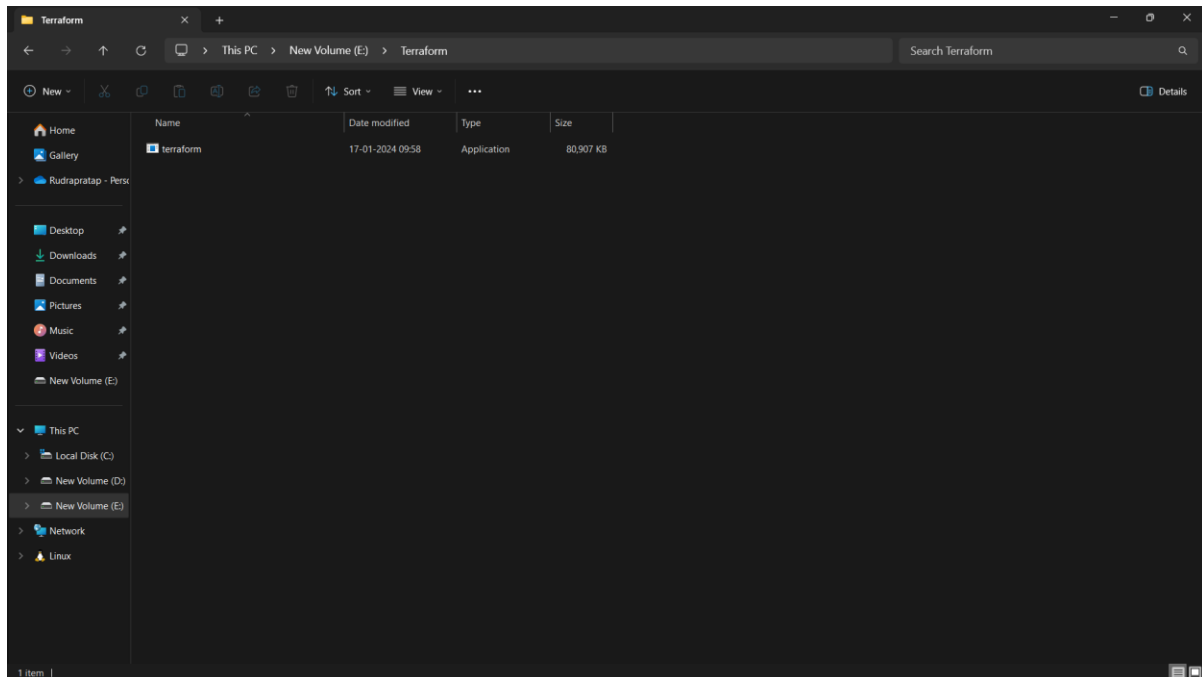 Terraform
This PC > New Volume (E:) > Terraform
Search Terraform
New
Sort
View
Details
Name
Date modified
Type
Size
terraform
17-01-2024 09:58
Application
80,907 KB
Home
Gallery
Rudrapratap - Perso
Desktop
Downloads
Documents
Pictures
Music
Videos
New Volume (E:)
This PC
Local Disk (C:)
New Volume (D:)
New Volume (E:)
Network
Linux
1 item